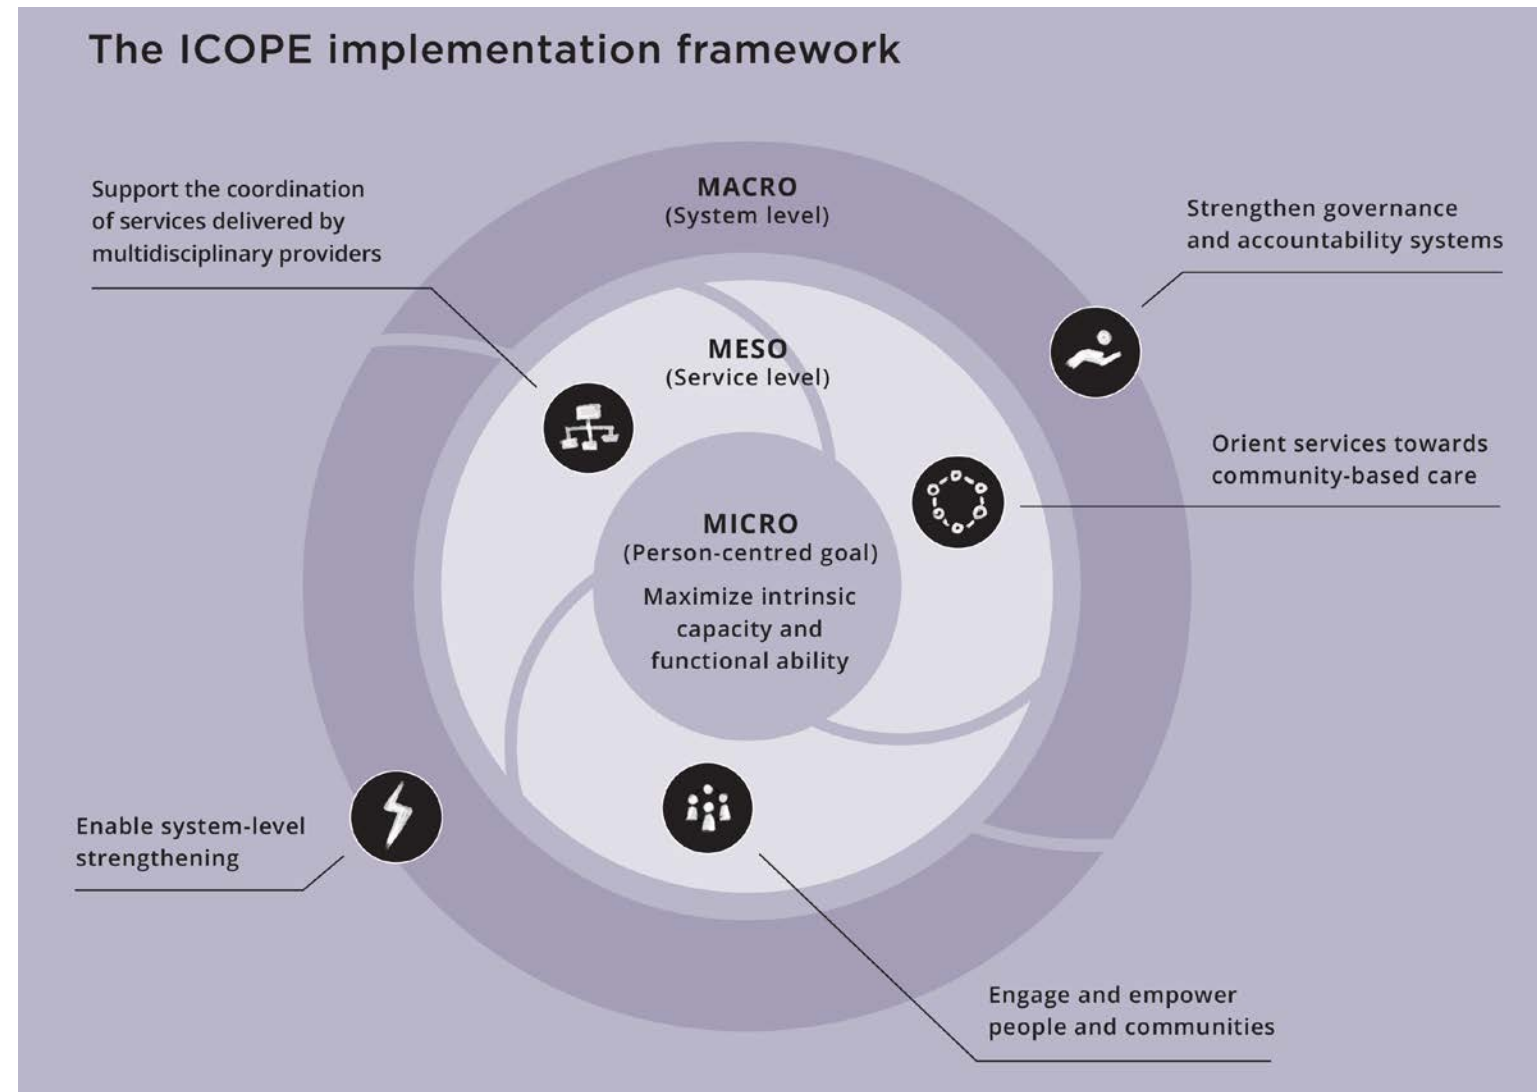 The ICOPE implementation framework
Support the coordination
of services delivered by
multidisciplinary providers
MACRO
(System level)
Strengthen governance
and accountability systems
MESO
(Service level)
Orient services towards
community-based care
MICRO
(Person-centred goal)
Maximize intrinsic
capacity and
functional ability
Enable system-level
strengthening
Engage and empower
people and communities